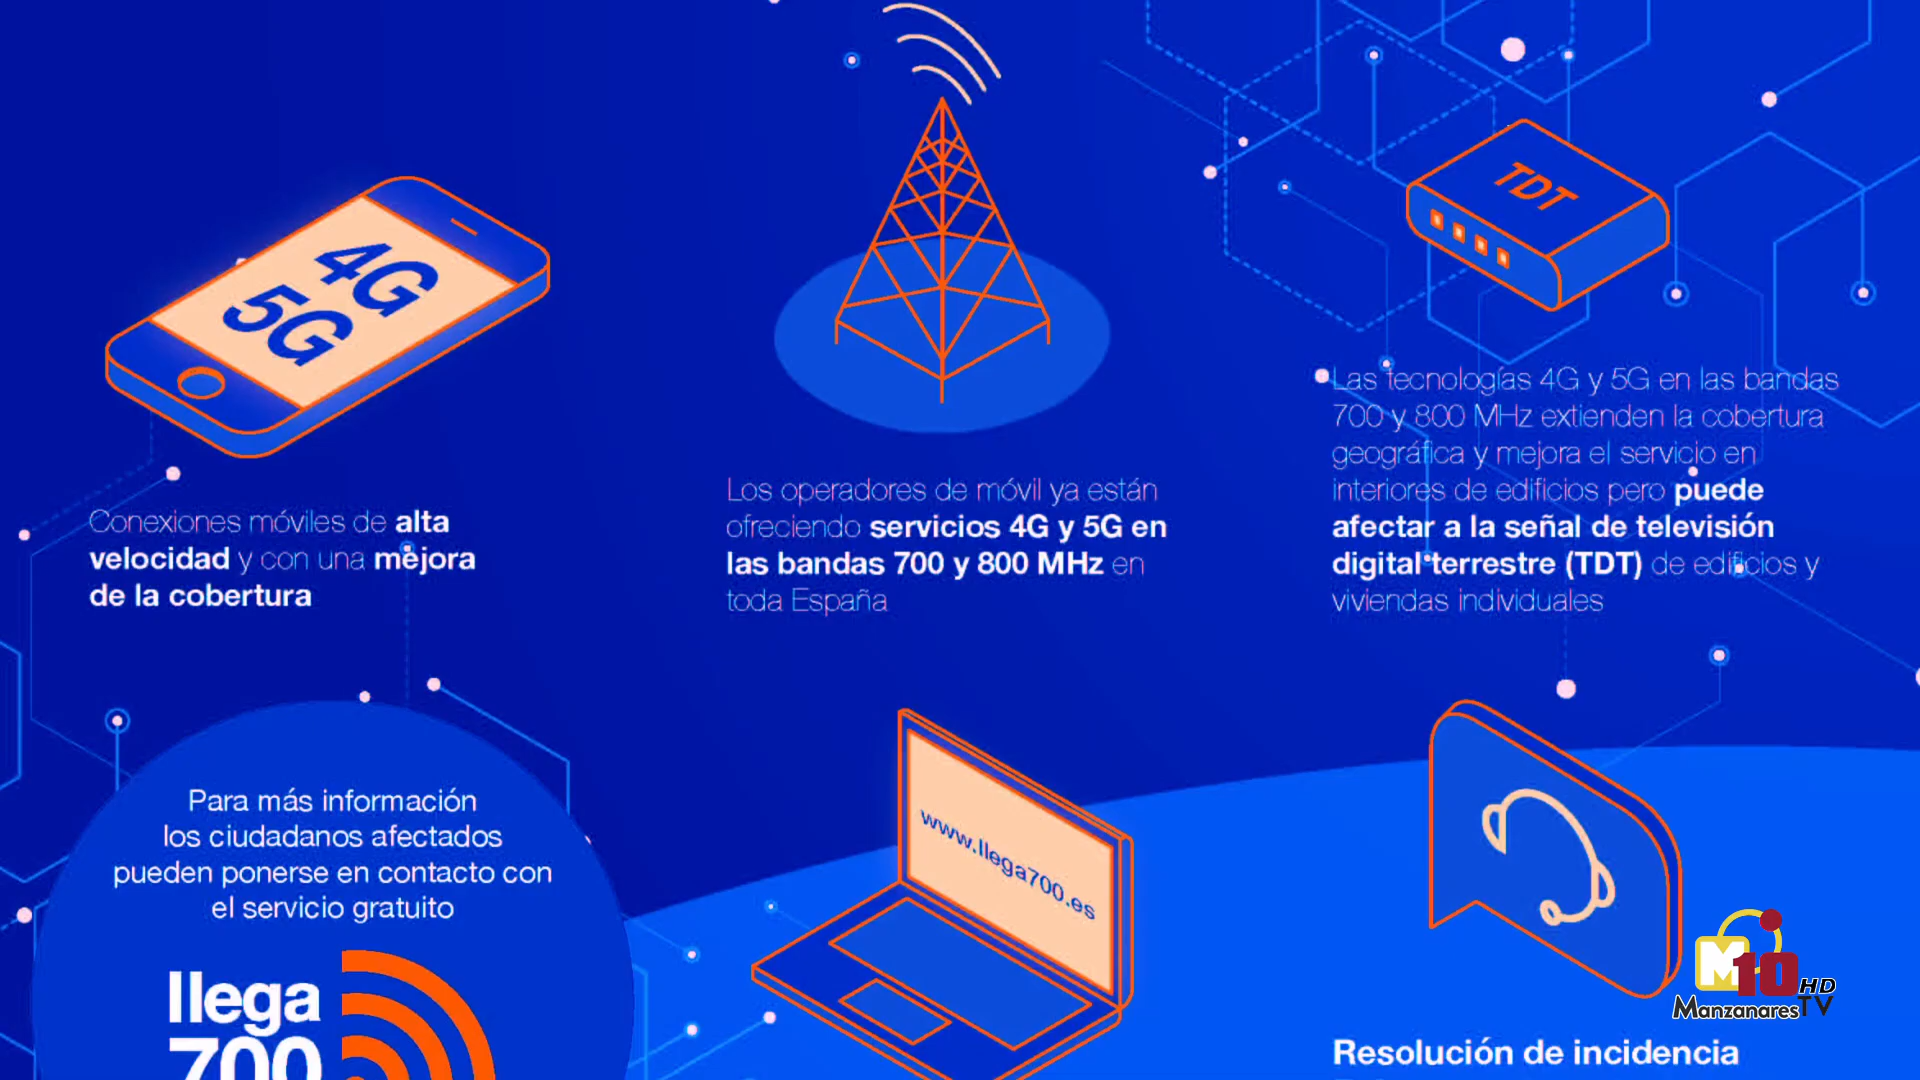 4G
5G
Conexiones móviles de alta
velocidad y con una mejora
de la cobertura
Los operadores de móvil ya están
ofreciendo servicios 4G y 5G en
las bandas 700 y 800 MHz en
toda España
TDT
Las tecnologías 4G y 5G en las bandas
700 y 800 MHz extienden la cobertura
geográfica y mejora el servicio en
interiores de edificios pero puede
afectar a la señal de televisión
digital terrestre (TDT) de edificios y
viviendas individuales
Para más información
los ciudadanos afectados
pueden ponerse en contacto con
el servicio gratuito
llega
700
www.llega700.es
Resolución de incidencia
M10 HD
Manzanares TV